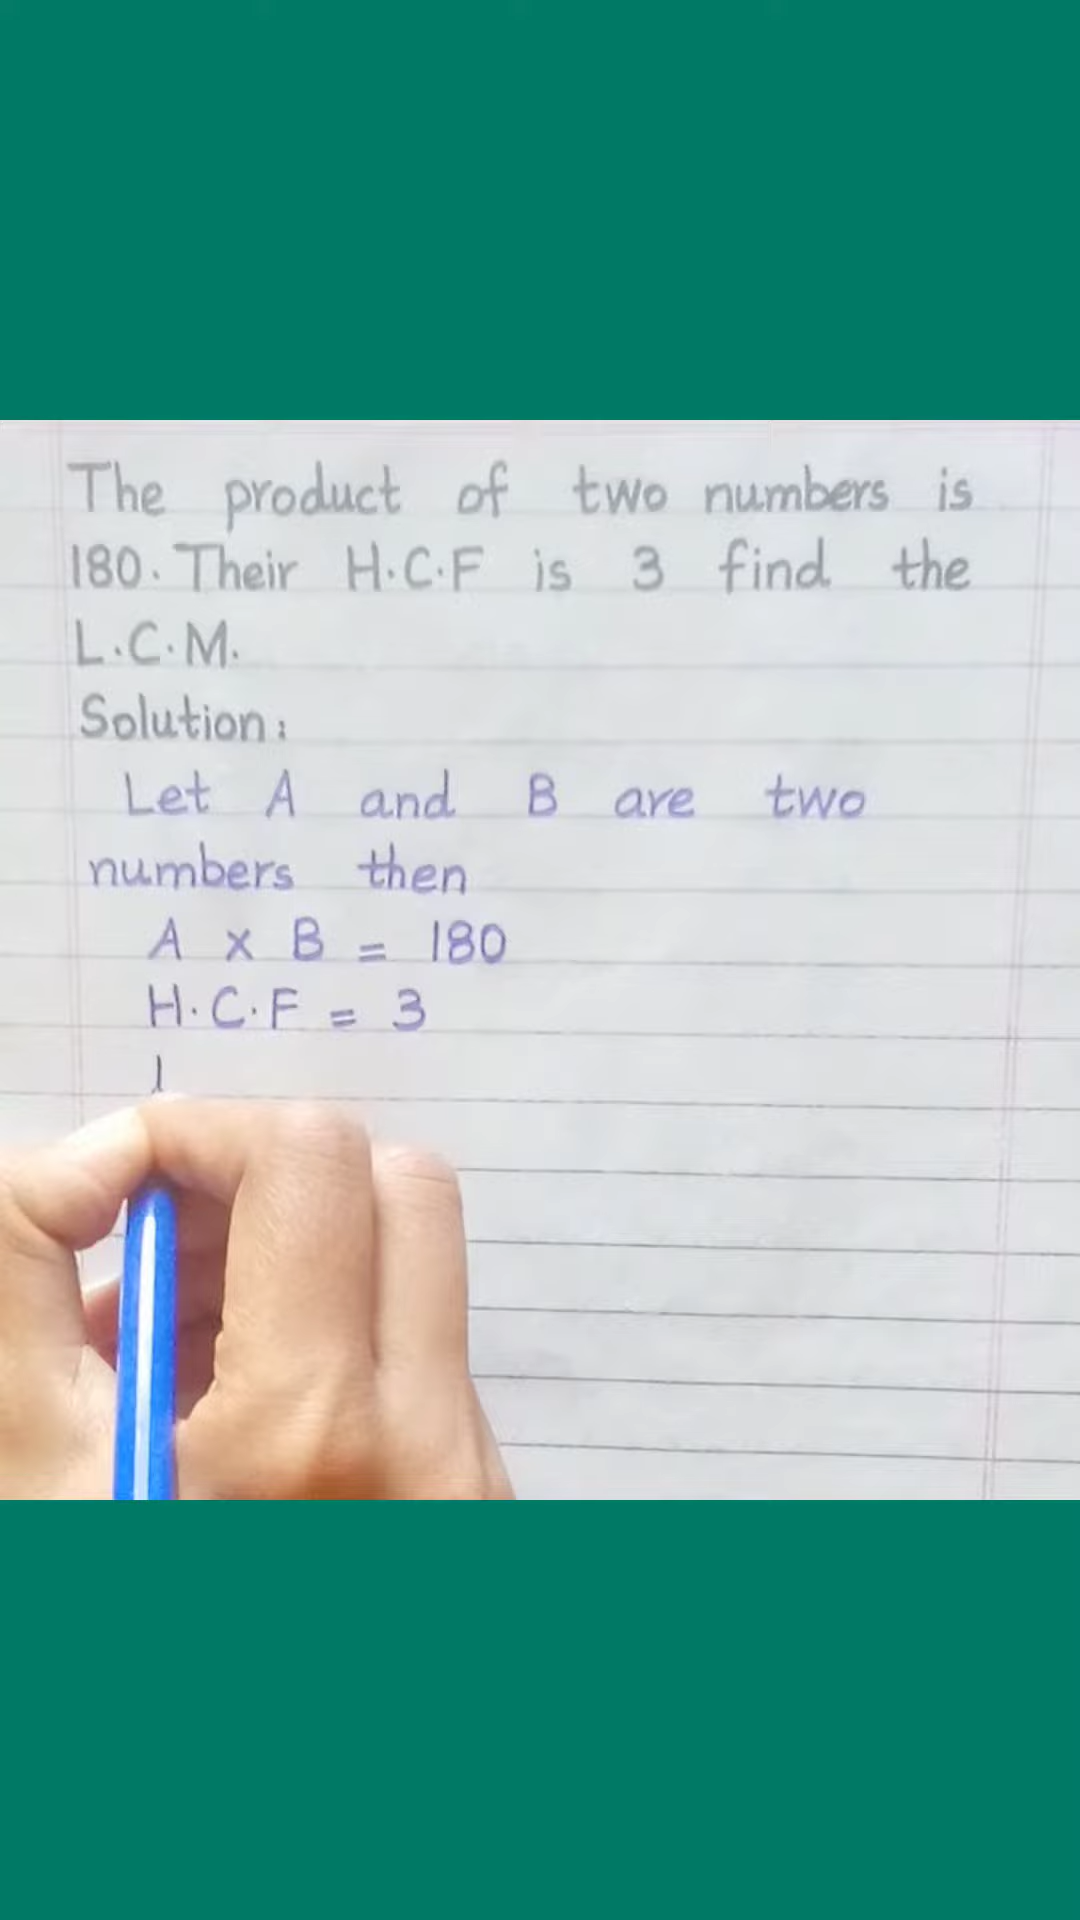 The product of two numbers is
180. Their H.C.F is 3 find the
L.C.M.
Solution:
Let A and B are two
numbers then
A x B = 180
H.C.F = 3